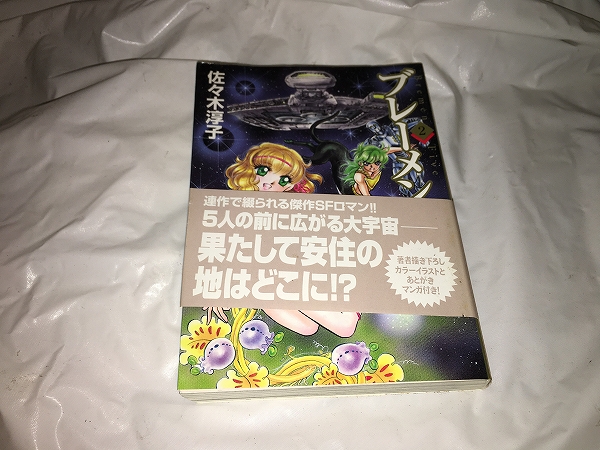 佐々木淳子
ブレーメン
2
連作で綴られる傑作SFロマン!!
5人の前に広がる大宇宙――
果たして安住の
地はどこに!?
著者描き下ろし
カラーイラストと
あとがき
マンガ付き!